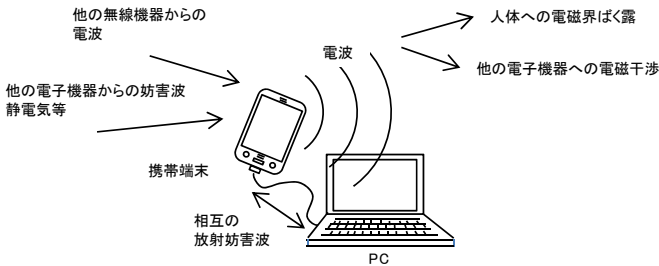 他の無線機器からの
電波
他の電子機器からの妨害波
静電気等
電波
人体への電磁界ばく露
他の電子機器への電磁干渉
携帯端末
相互の
放射妨害波
PC